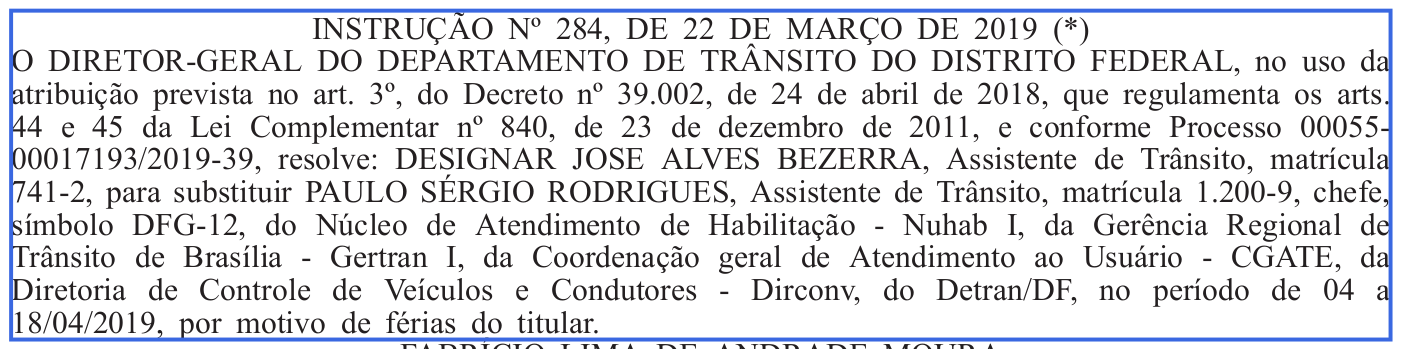 INSTRUÇÃO Nº 284, DE 22 DE MARÇO DE 2019 (*)
O DIRETOR-GERAL DO DEPARTAMENTO DE TRÂNSITO DO DISTRITO FEDERAL, no uso da
atribuição prevista no art. 3º, do Decreto nº 39.002, de 24 de abril de 2018, que regulamenta os arts.
44 e 45 da Lei Complementar nº 840, de 23 de dezembro de 2011, e conforme Processo 00055-
00017193/2019-39, resolve: DESIGNAR JOSE ALVES BEZERRA, Assistente de Trânsito, matrícula
741-2, para substituir PAULO SÉRGIO RODRIGUES, Assistente de Trânsito, matrícula 1.200-9, chefe,
símbolo DFG-12, do Núcleo de Atendimento de Habilitação - Nuhab I, da Gerência Regional de
Trânsito de Brasília - Gertran I, da Coordenação geral de Atendimento ao Usuário - CGATE, da
Diretoria de Controle de Veículos e Condutores - Dirconv, do Detran/DF, no período de 04 a
18/04/2019, por motivo de férias do titular.
FABRÍCIO LIMA DE ANDRADE MOURA